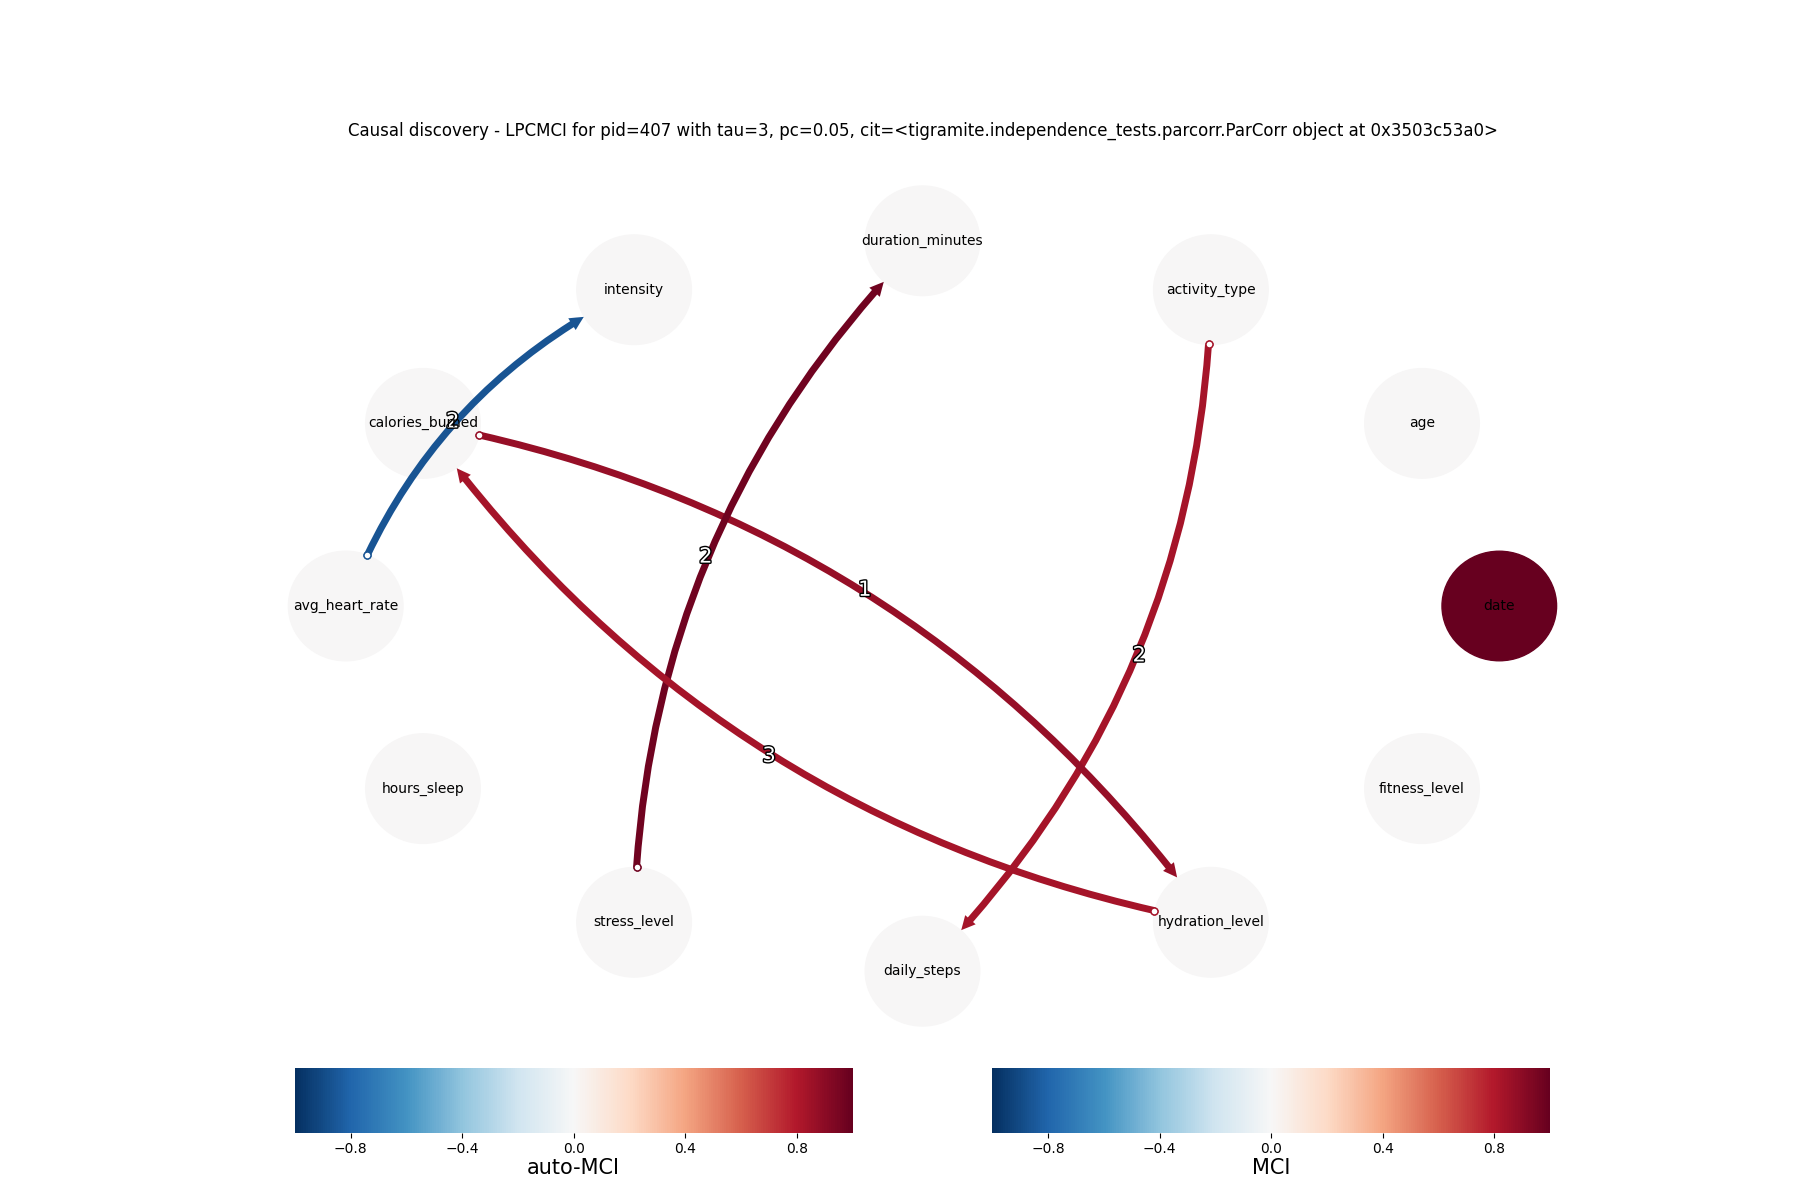 Causal discovery - LPCMCI for pid=407 with tau=3, pc=0.05, cit=<tigramite.independence_tests.parcorr.ParCorr object at 0x3503c53a0>
duration_minutes
intensity
activity_type
calories_burned
2
age
2
1
avg_heart_rate
date
2
3
hours_sleep
fitness_level
stress_level
hydration_level
daily_steps
−0.8 −0.4 0.0 0.4 0.8
auto-MCI
−0.8 −0.4 0.0 0.4 0.8
MCI